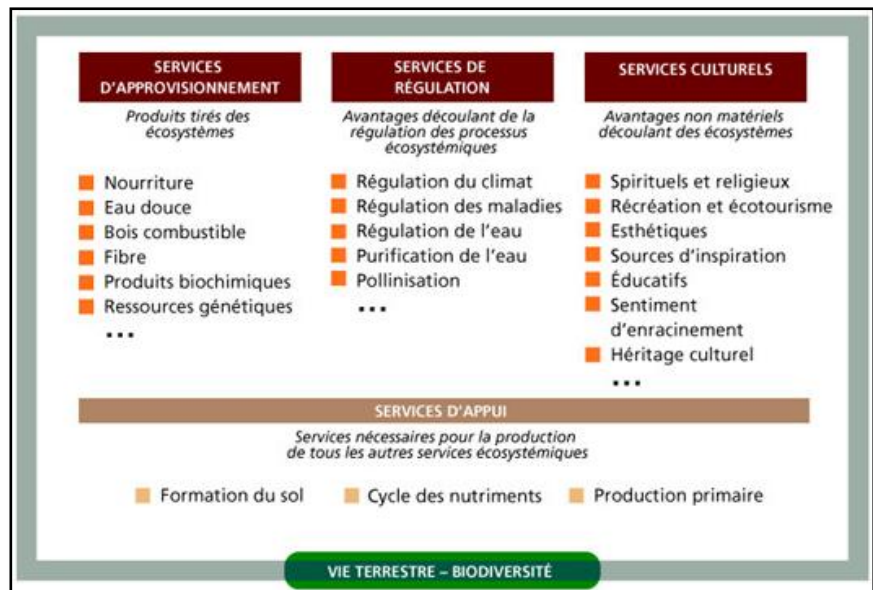 SERVICES
D'APPROVISIONNEMENT
Produits tirés des
écosystèmes
Nourriture
Eau douce
Bois combustible
Fibre
Produits biochimiques
Ressources génétiques
...
SERVICES DE
RÉGULATION
Avantages découlant de la
régulation des processus
écosystémiques
Régulation du climat
Régulation des maladies
Régulation de l'eau
Purification de l'eau
Pollinisation
...
SERVICES CULTURELS
Avantages non matériels
découlant des écosystèmes
Spirituels et religieux
Récréation et écotourisme
Esthétiques
Sources d'inspiration
Éducatifs
Sentiment
d'enracinement
Héritage culturel
...
SERVICES D'APPUI
Services nécessaires pour la production
de tous les autres services écosystémiques
Formation du sol
Cycle des nutriments
Production primaire
VIE TERRESTRE – BIODIVERSITÉ